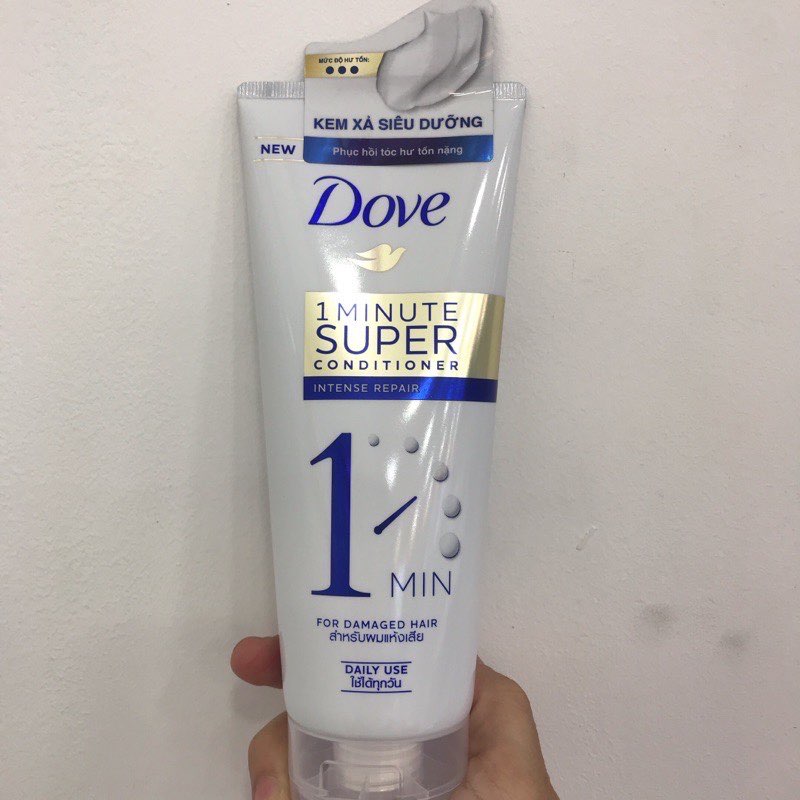 MỨC ĐỘ HƯ TỔN:
KEM XẢ SIÊU DƯỠNG
Phục hồi tóc hư tổn nặng
NEW
Dove
1 MINUTE
SUPER
CONDITIONER
INTENSE REPAIR
1 MIN
FOR DAMAGED HAIR
สำหรับผมแห้งเสีย
DAILY USE
ใช้ได้ทุกวัน